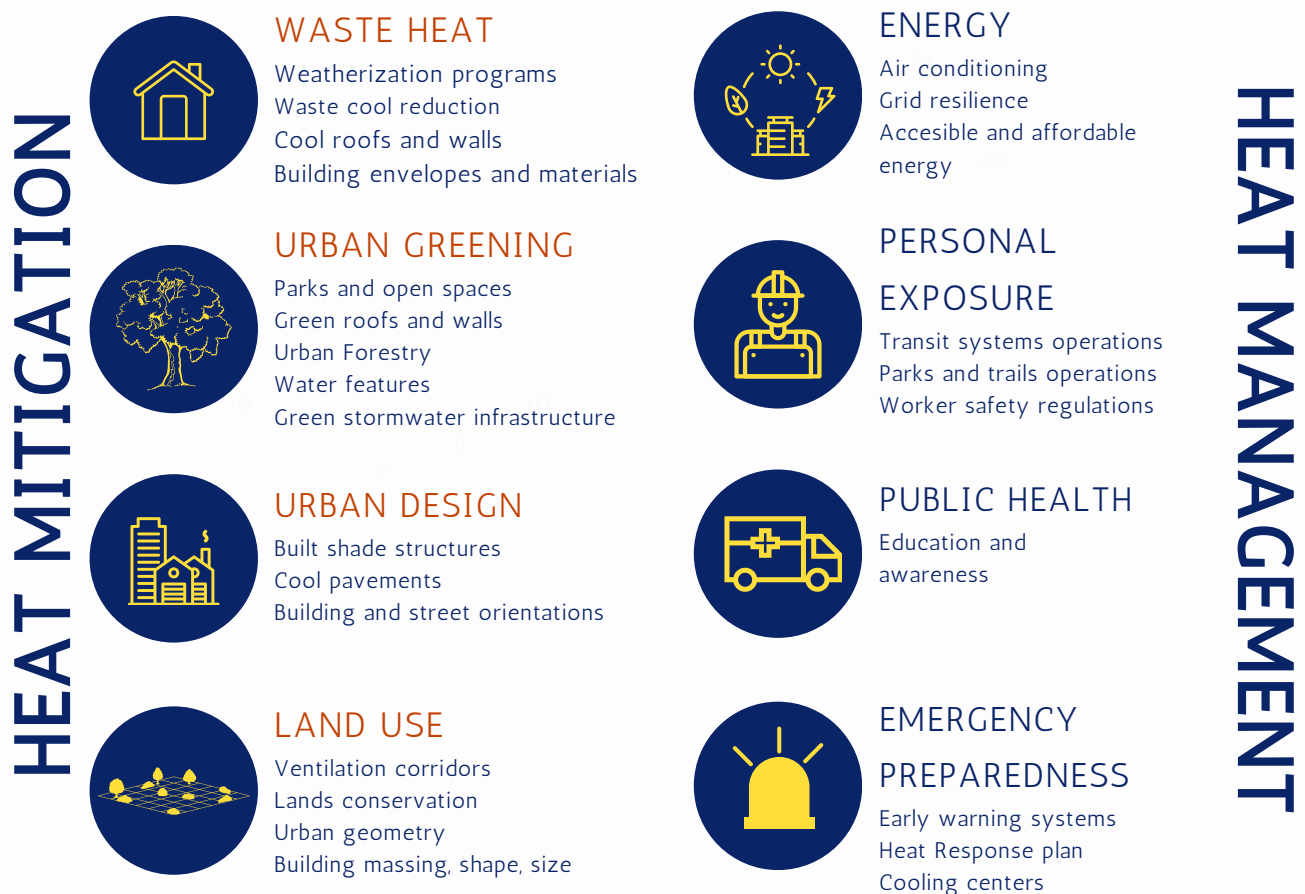 HEAT MITIGATION
WASTE HEAT
Weatherization programs
Waste cool reduction
Cool roofs and walls
Building envelopes and materials
URBAN GREENING
Parks and open spaces
Green roofs and walls
Urban Forestry
Water features
Green stormwater infrastructure
URBAN DESIGN
Built shade structures
Cool pavements
Building and street orientations
LAND USE
Ventilation corridors
Lands conservation
Urban geometry
Building massing, shape, size
ENERGY
Air conditioning
Grid resilience
Accesible and affordable
energy
PERSONAL
EXPOSURE
Transit systems operations
Parks and trails operations
Worker safety regulations
PUBLIC HEALTH
Education and
awareness
EMERGENCY
PREPAREDNESS
Early warning systems
Heat Response plan
Cooling centers
HEAT MANAGEMENT